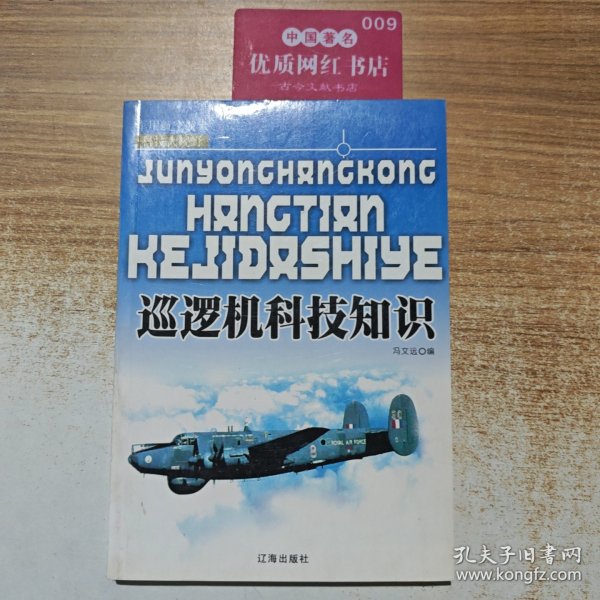 009
中国著名
优质网红书店
古今文献书店
JUNYONGHANGKONG
HANGTIAN
KEJIDASHIYE
巡逻机科技知识
冯文远◎编
ROYAL AIR FORCE
辽海出版社
孔夫子旧书网
www.kongfz.com